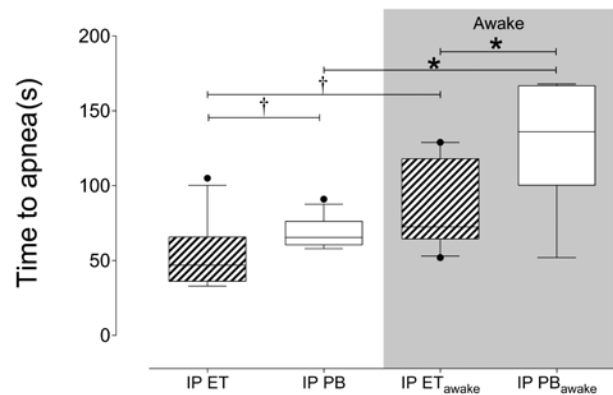 Awake
200
*
*
†
†
150
100
50
0
Time to apnea(s)
IP ET
IP PB
IP ETawake
IP PBawake